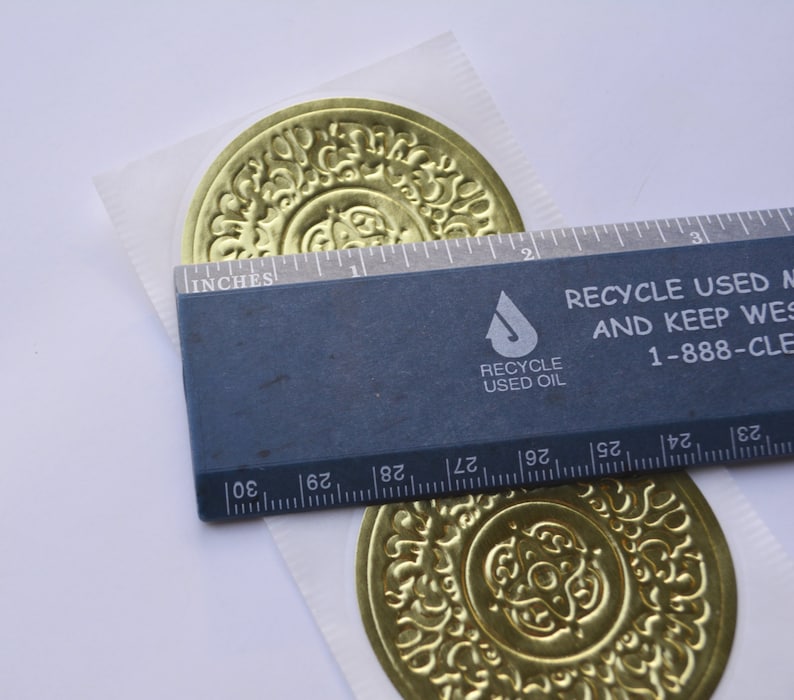 1 2 3
INCHES
RECYCLE USED
AND KEEP
1-888-CLE
RECYCLE
USED OIL
30 29 28 27 26 25 24 23